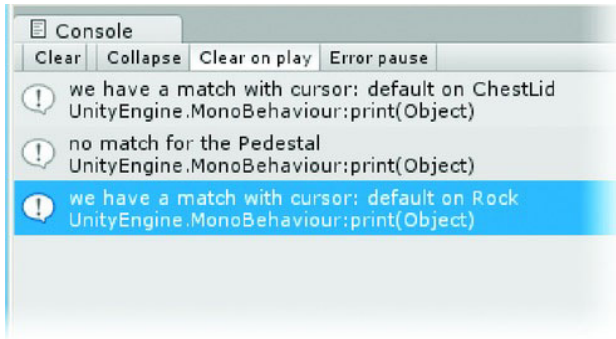 Console
Clear Collapse Clear on play Error pause
we have a match with cursor: default on ChestLid
UnityEngine.MonoBehaviour:print(Object)
no match for the Pedestal
UnityEngine.MonoBehaviour:print(Object)
we have a match with cursor: default on Rock
UnityEngine.MonoBehaviour:print(Object)